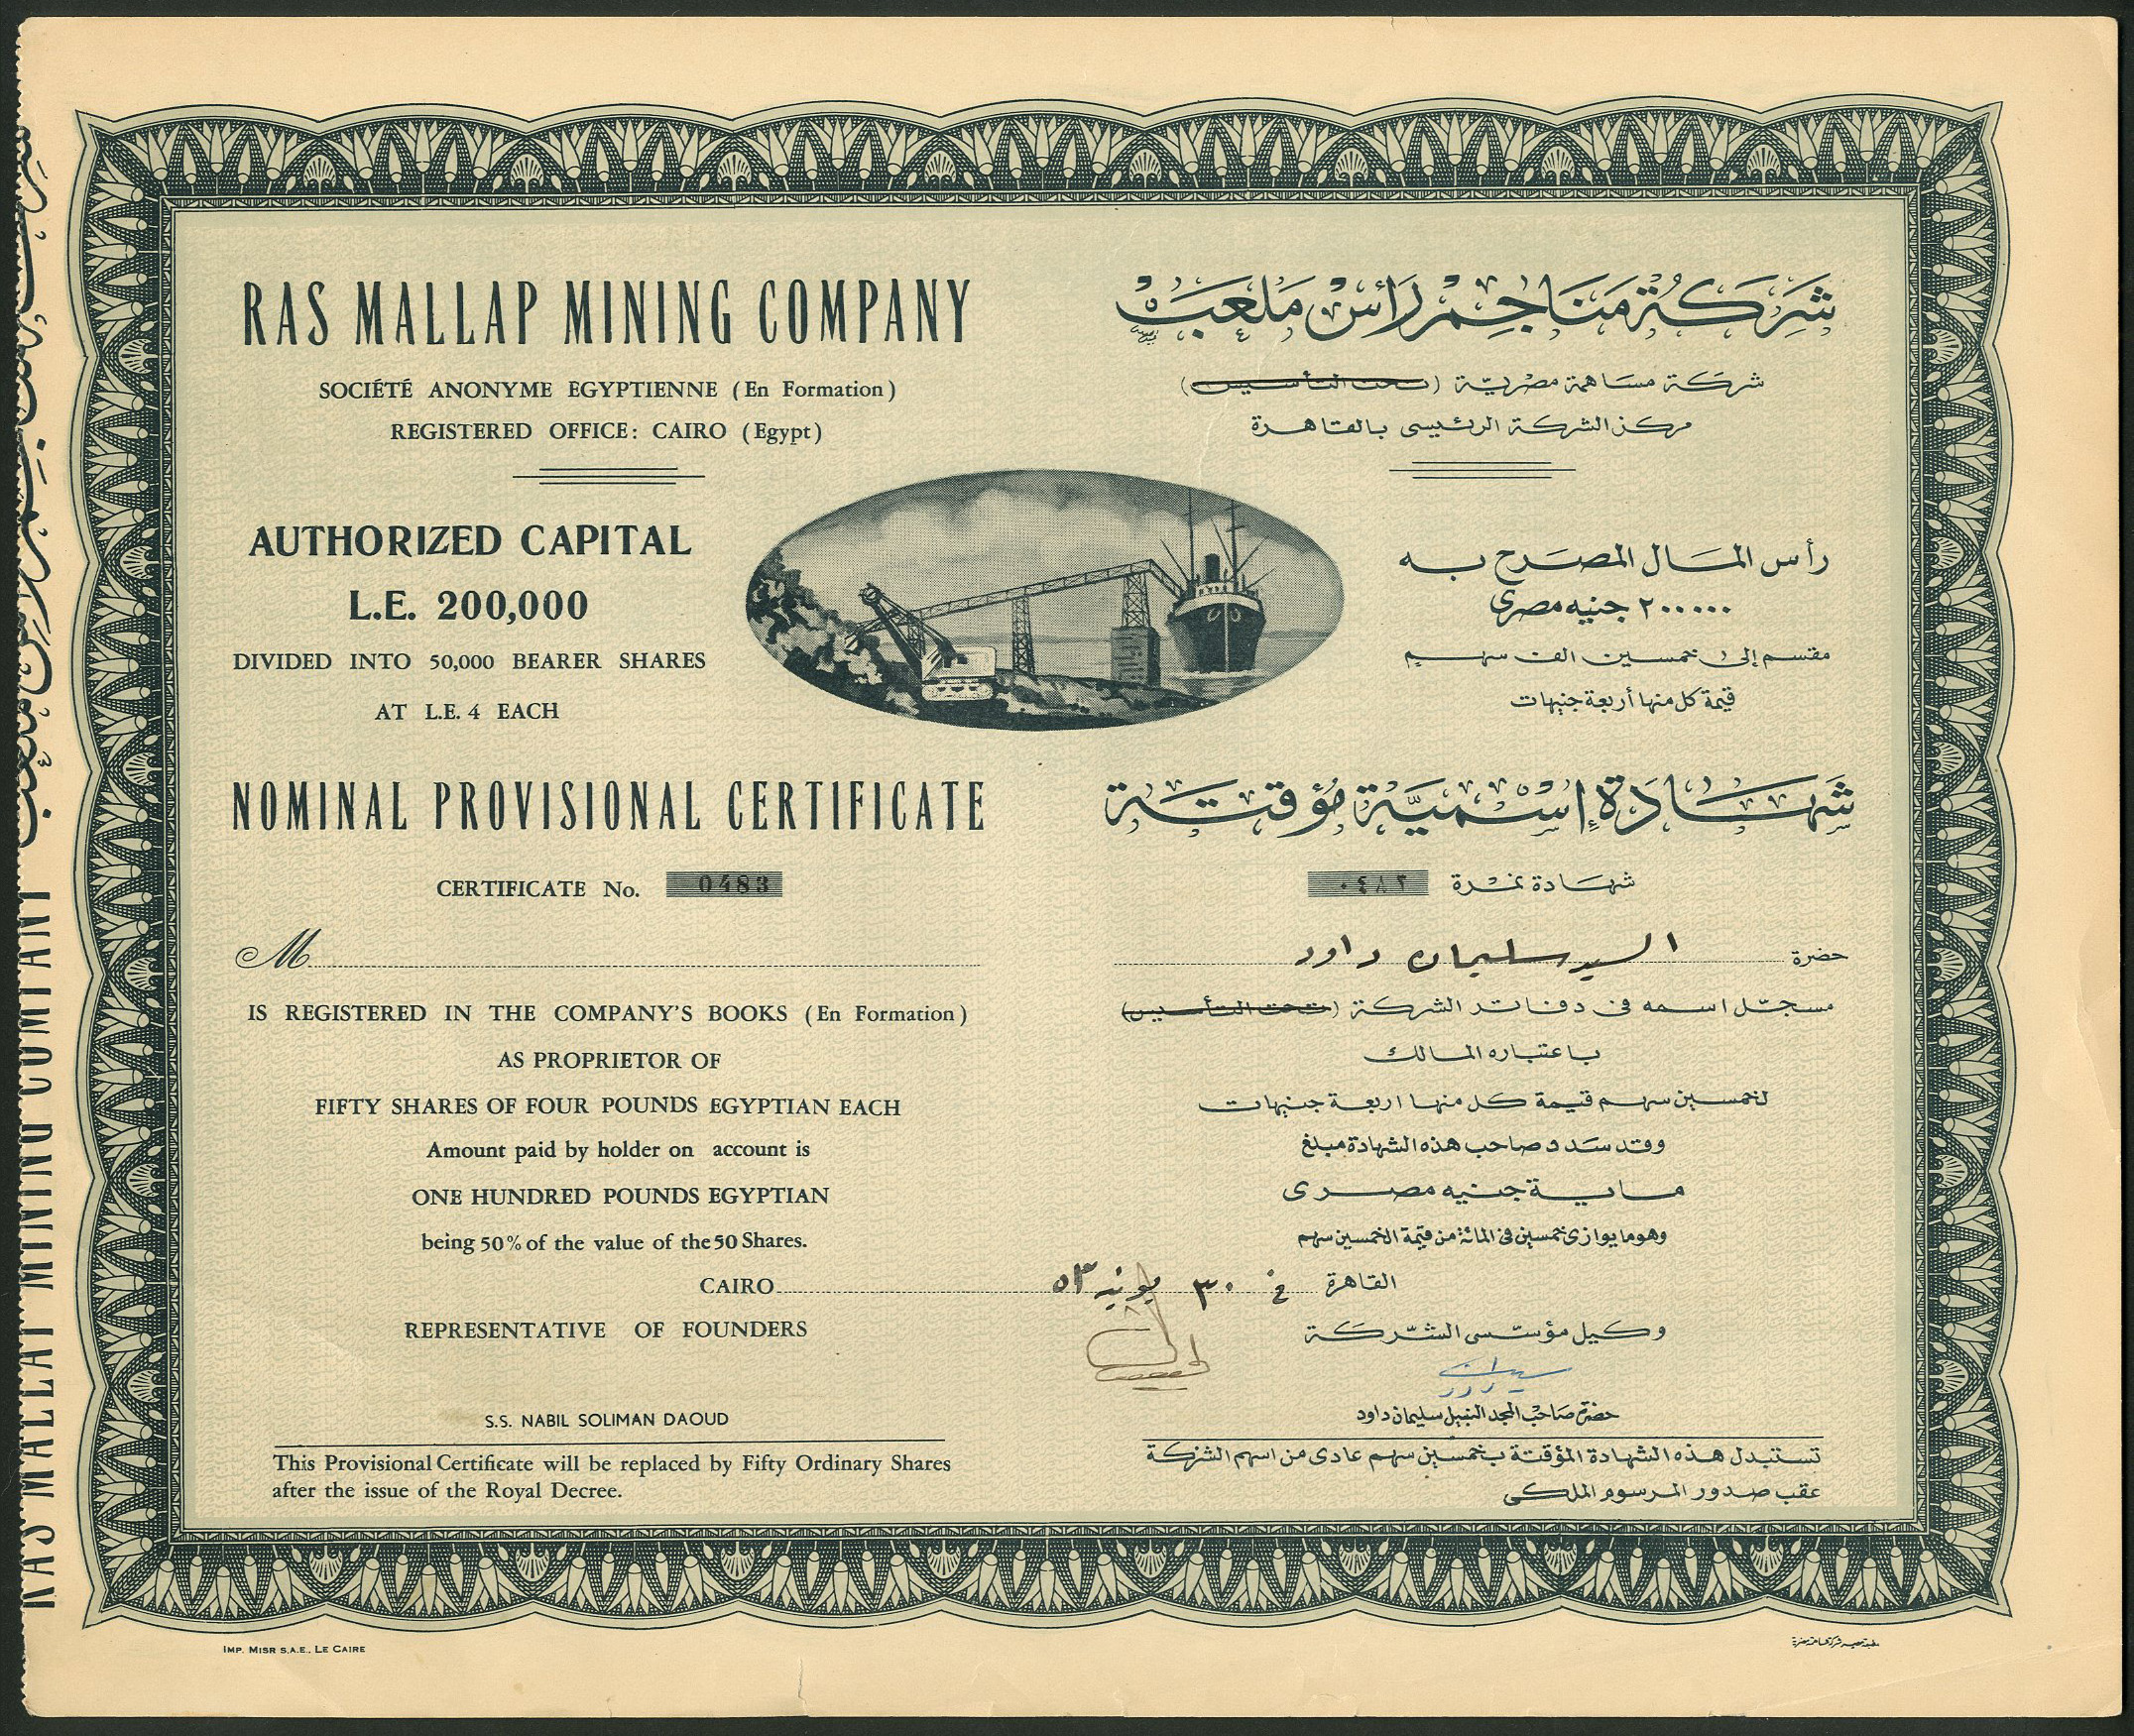 RAS MALLAP MINING COMPANY
SOCIÉTÉ ANONYME EGYPTIENNE (En Formation)
REGISTERED OFFICE: CAIRO (Egypt)
AUTHORIZED CAPITAL
L.E. 200,000
DIVIDED INTO 50,000 BEARER SHARES
AT L.E. 4 EACH
NOMINAL PROVISIONAL CERTIFICATE
CERTIFICATE No. 0483
M
IS REGISTERED IN THE COMPANY'S BOOKS (En Formation)
AS PROPRIETOR OF
FIFTY SHARES OF FOUR POUNDS EGYPTIAN EACH
Amount paid by holder on account is
ONE HUNDRED POUNDS EGYPTIAN
being 50% of the value of the 50 Shares.
CAIRO
REPRESENTATIVE OF FOUNDERS
S.S. NABIL SOLIMAN DAOUD
This Provisional Certificate will be replaced by Fifty Ordinary Shares
after the issue of the Royal Decree.
شركة مناجم رأس ملعب
شركة مساهمة مصرية (تحت التأسيس)
مركز الشركة الرئيسى بالقاهرة
رأس المال المصرح به
٢٠٠٠٠٠ جنيه مصرى
مقسم إلى خمسين الف سهم
قيمة كل منها أربعة جنيهات
شهادة إسمية مؤقتة
شهادة نمرة ٠٤٨٣
حضرة السيد سليمان داود
مسجل اسمه فى دفاتر الشركة (تحت التأسيس)
باعتباره المالك
لخمسين سهم قيمة كل منها اربعة جنيهات
وقد سدد صاحب هذه الشهادة مبلغ
ماية جنيه مصرى
وهو ما يوازى خمسين فى المائة من قيمة الخمسين سهم
القاهرة فى ٣٠ يونيه ٥٣
وكيل مؤسسى الشركة
حضرة صاحب المجد النبيل سليمان داود
تستبدل هذه الشهادة المؤقتة بخمسين سهم عادى من اسهم الشركة
عقب صدور المرسوم الملكى
IMP. MISR S.A.E., LE CAIRE
RAS MALLAP MINING COMPANY
شركة مناجم رأس ملعب